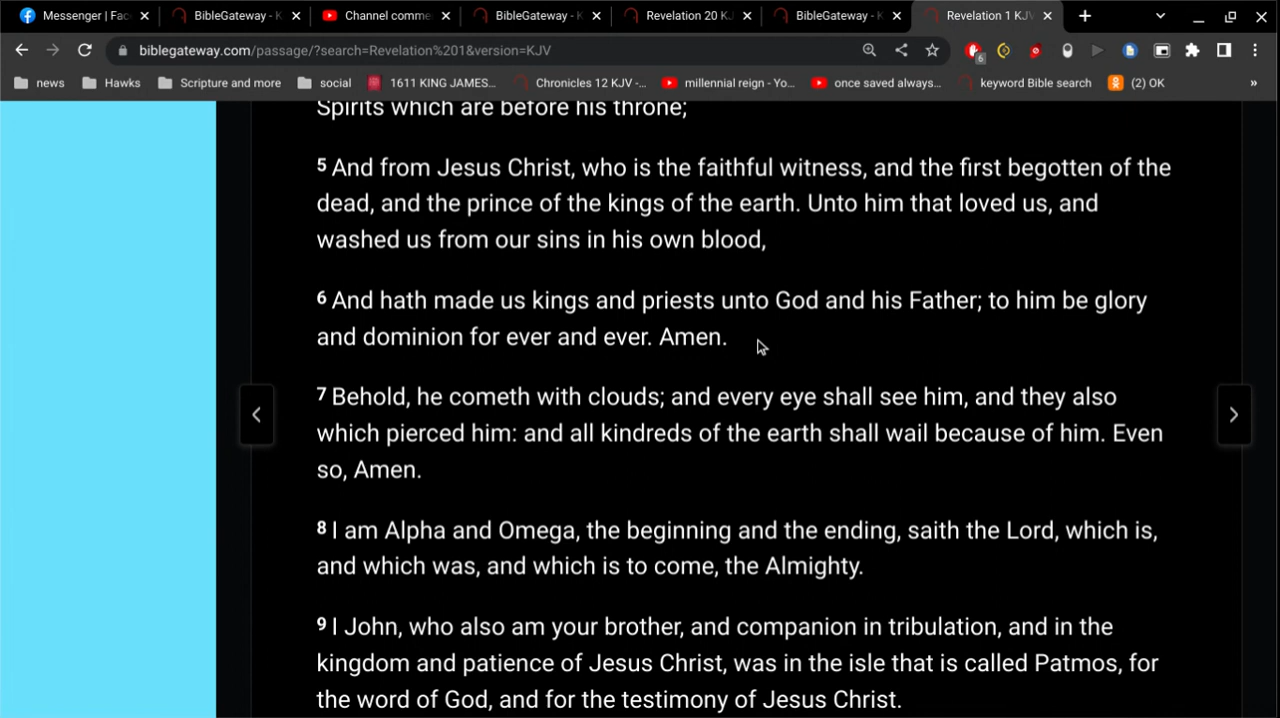 Messenger | Fac
BibleGateway - K
Channel comme
BibleGateway - K
Revelation 20 KJ
BibleGateway - K
Revelation 1 KJV
biblegateway.com/passage/?search=Revelation%201&version=KJV
6
news
Hawks
Scripture and more
social
1611 KING JAMES...
Chronicles 12 KJV -...
millennial reign - Yo...
once saved always...
keyword Bible search
(2) OK
»
Spirits which are before his throne;
5 And from Jesus Christ, who is the faithful witness, and the first begotten of the
dead, and the prince of the kings of the earth. Unto him that loved us, and
washed us from our sins in his own blood,
6 And hath made us kings and priests unto God and his Father; to him be glory
and dominion for ever and ever. Amen.
7 Behold, he cometh with clouds; and every eye shall see him, and they also
which pierced him: and all kindreds of the earth shall wail because of him. Even
so, Amen.
8 I am Alpha and Omega, the beginning and the ending, saith the Lord, which is,
and which was, and which is to come, the Almighty.
9 I John, who also am your brother, and companion in tribulation, and in the
kingdom and patience of Jesus Christ, was in the isle that is called Patmos, for
the word of God, and for the testimony of Jesus Christ.